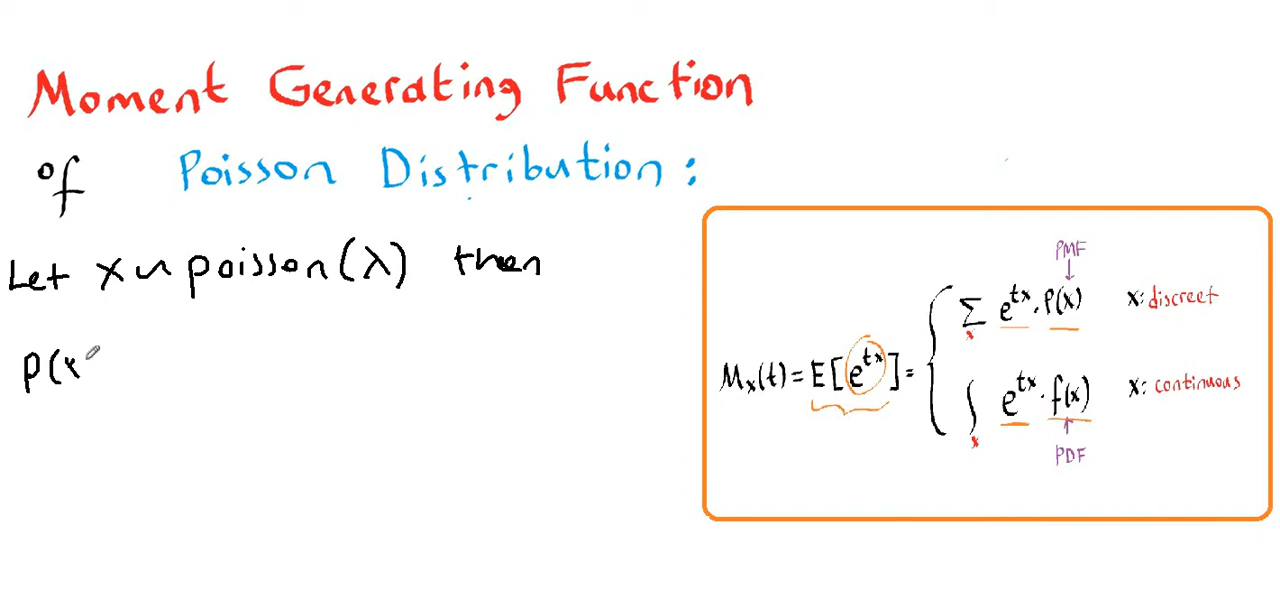 Moment Generating Function
of Poisson Distribution:
Let x ~ poisson(λ) then
p(x
PMF
Σ e^tx . P(x) x: discreet
x
Mx(t) = E[e^tx] =
∫ e^tx . f(x) x: continuous
x
PDF